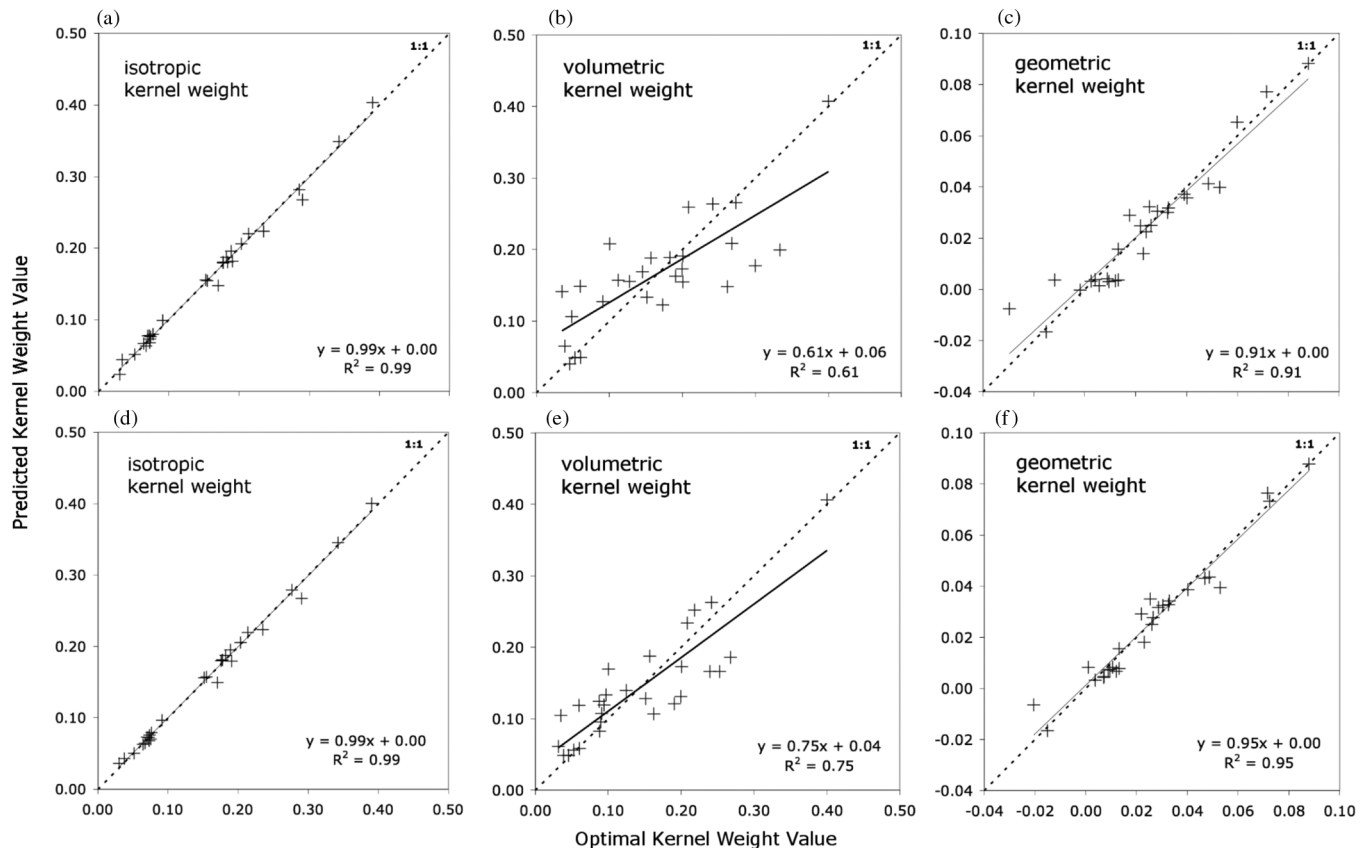 (a)
(b)
(c)
0.50
0.40
0.30
0.20
0.10
0.00
isotropic
kernel weight
1:1
y = 0.99x + 0.00
R² = 0.99
0.50
0.40
0.30
0.20
0.10
0.00
volumetric
kernel weight
1:1
y = 0.61x + 0.06
R² = 0.61
0.10
0.08
0.06
0.04
0.02
0.00
-0.02
-0.04
geometric
kernel weight
1:1
y = 0.91x + 0.00
R² = 0.91
Predicted Kernel Weight Value
(d)
(e)
(f)
0.50
0.40
0.30
0.20
0.10
0.00
isotropic
kernel weight
1:1
y = 0.99x + 0.00
R² = 0.99
0.00 0.10 0.20 0.30 0.40 0.50
0.50
0.40
0.30
0.20
0.10
0.00
volumetric
kernel weight
1:1
y = 0.75x + 0.04
R² = 0.75
0.00 0.10 0.20 0.30 0.40 0.50
0.10
0.08
0.06
0.04
0.02
0.00
-0.02
-0.04
geometric
kernel weight
1:1
y = 0.95x + 0.00
R² = 0.95
-0.04 -0.02 0.00 0.02 0.04 0.06 0.08 0.10
Optimal Kernel Weight Value